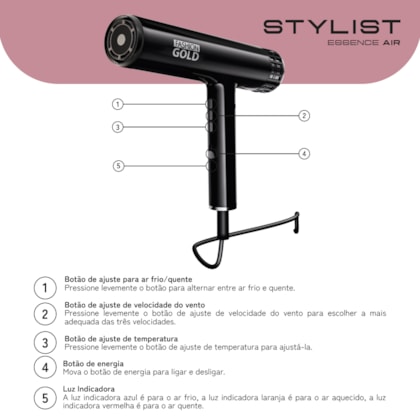 STYLIST
ESSENCE AIR
FASHION
GOLD
1
2
3
4
5
1
Botão de ajuste para ar frio/quente
Pressione levemente o botão para alternar entre ar frio e quente.
2
Botão de ajuste de velocidade do vento
Pressione levemente o botão de ajuste de velocidade do vento para escolher a mais
adequada das três velocidades.
3
Botão de ajuste de temperatura
Pressione levemente o botão de ajuste de temperatura para ajustá-la.
4
Botão de energia
Mova o botão de energia para ligar e desligar.
5
Luz Indicadora
A luz indicadora azul é para o ar frio, a luz indicadora laranja é para o ar aquecido, a luz
indicadora vermelha é para o ar quente.